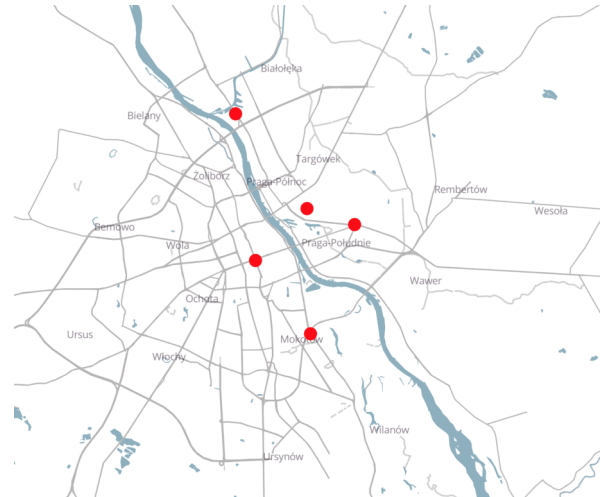 Białołęka
Bielany
Targówek
Żoliborz
Praga-Północ
Rembertów
Wesoła
Bemowo
Wola
Praga-Południe
Wawer
Ochota
Ursus
Mokotów
Włochy
Wilanów
Ursynów